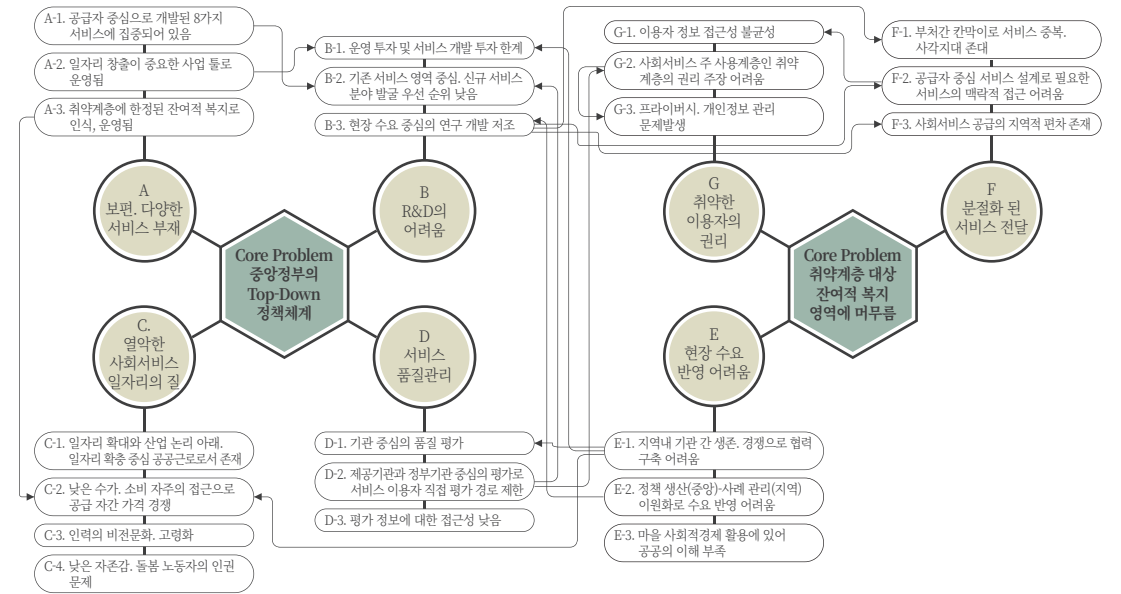 A-1. 공급자 중심으로 개발된 8가지
서비스에 집중되어 있음
A-2. 일자리 창출이 중요한 사업 툴로
운영됨
A-3. 취약계층에 한정된 잔여적 복지로
인식, 운영됨
B-1. 운영 투자 및 서비스 개발 투자 한계
B-2. 기존 서비스 영역 중심. 신규 서비스
분야 발굴 우선 순위 낮음
B-3. 현장 수요 중심의 연구 개발 저조
G-1. 이용자 정보 접근성 불균성
G-2. 사회서비스 주 사용계층인 취약
계층의 권리 주장 어려움
G-3. 프라이버시. 개인정보 관리
문제발생
F-1. 부처간 칸막이로 서비스 중복.
사각지대 존대
F-2. 공급자 중심 서비스 설계로 필요한
서비스의 맥락적 접근 어려움
F-3. 사회서비스 공급의 지역적 편차 존재
A
보편. 다양한
서비스 부재
B
R&D의
어려움
G
취약한
이용자의
권리
F
분절화 된
서비스 전달
Core Problem
중앙정부의
Top-Down
정책체계
Core Problem
취약계층 대상
잔여적 복지
영역에 머무름
C.
열악한
사회서비스
일자리의 질
D
서비스
품질관리
E
현장 수요
반영 어려움
C-1. 일자리 확대와 산업 논리 아래.
일자리 확충 중심 공공근로로서 존재
C-2. 낮은 수가. 소비 자주의 접근으로
공급 자간 가격 경쟁
C-3. 인력의 비전문화. 고령화
C-4. 낮은 자존감. 돌봄 노동자의 인권
문제
D-1. 기관 중심의 품질 평가
D-2. 제공기관과 정부기관 중심의 평가로
서비스 이용자 직접 평가 경로 제한
D-3. 평가 정보에 대한 접근성 낮음
E-1. 지역내 기관 간 생존. 경쟁으로 협력
구축 어려움
E-2. 정책 생산(중앙)-사례 관리(지역)
이원화로 수요 반영 어려움
E-3. 마을 사회적경제 활용에 있어
공공의 이해 부족